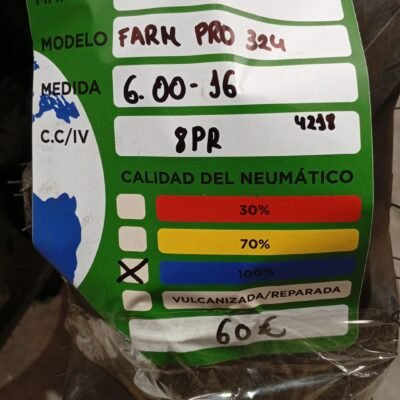 MODELO FARM PRO 324
MEDIDA 6.00-16
C.C/IV 8PR 4298
CALIDAD DEL NEUMÁTICO
30%
70%
X 100%
VULCANIZADA/REPARADA
60€